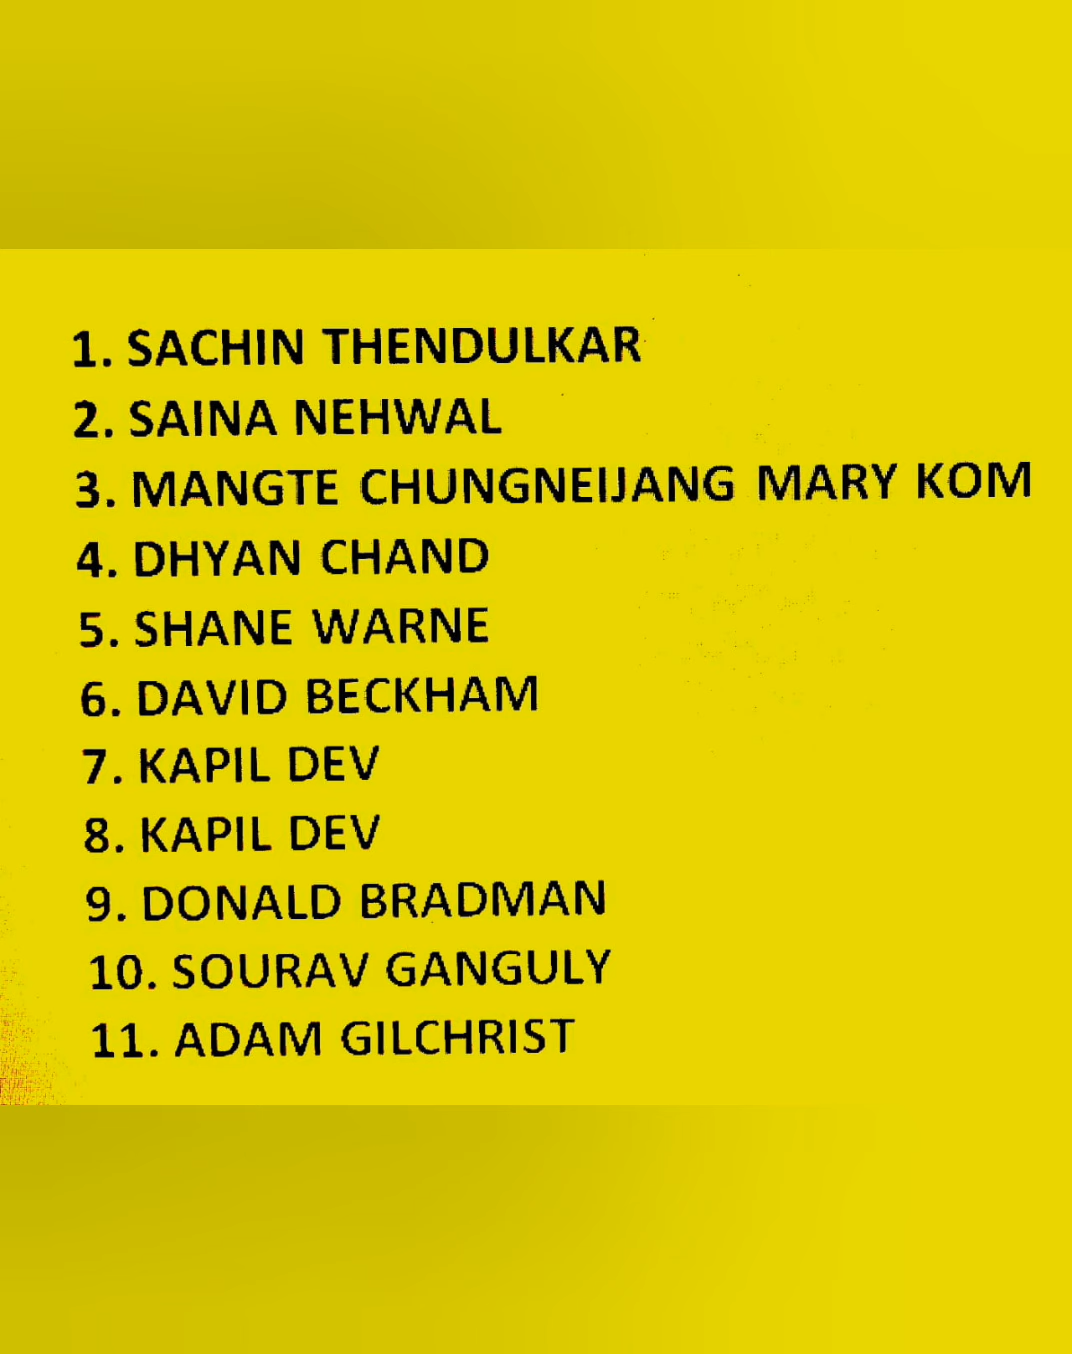 1. SACHIN THENDULKAR
2. SAINA NEHWAL
3. MANGTE CHUNGNEIJANG MARY KOM
4. DHYAN CHAND
5. SHANE WARNE
6. DAVID BECKHAM
7. KAPIL DEV
8. KAPIL DEV
9. DONALD BRADMAN
10. SOURAV GANGULY
11. ADAM GILCHRIST